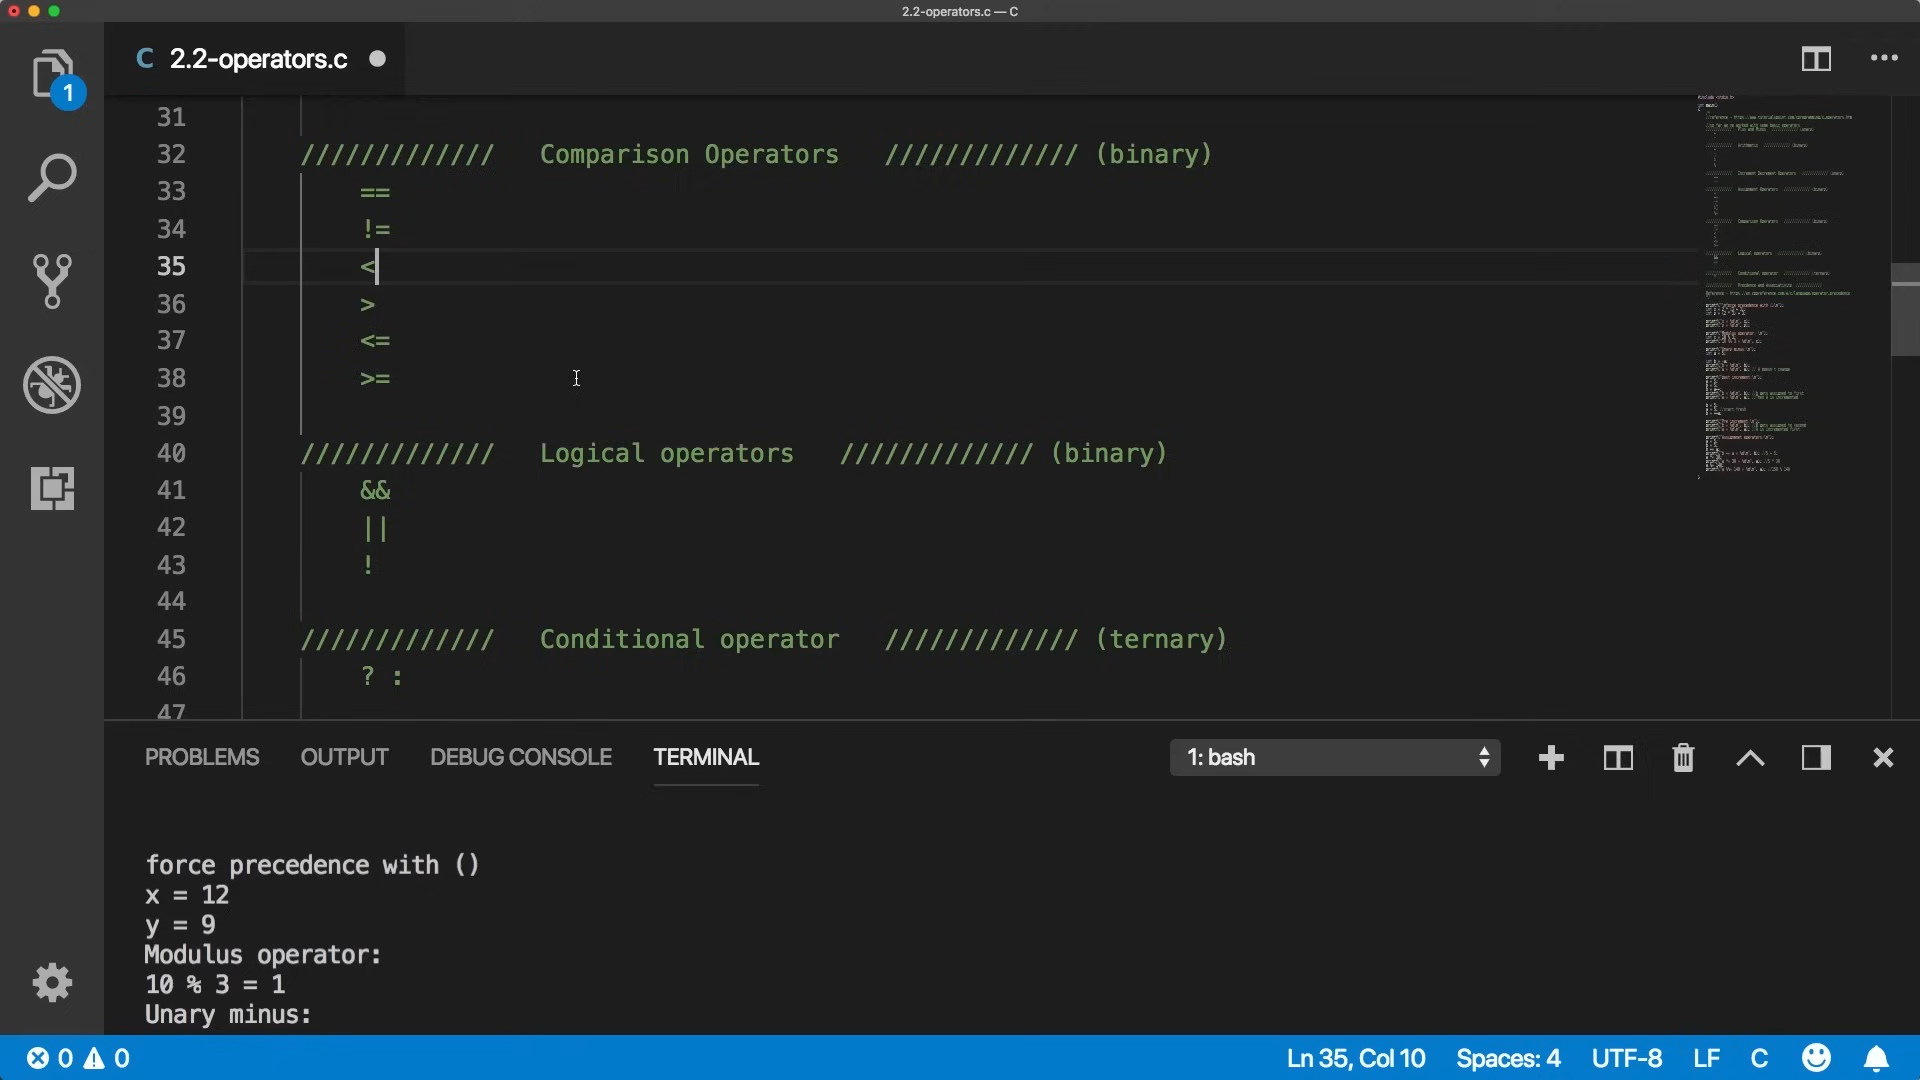 2.2-operators.c — C
C 2.2-operators.c
1
31
32 ///////////// Comparison Operators ///////////// (binary)
33 ==
34 !=
35 <
36 >
37 <=
38 >=
39
40 ///////////// Logical operators ///////////// (binary)
41 &&
42 ||
43 !
44
45 ///////////// Conditional operator ///////////// (ternary)
46 ? :
47
PROBLEMS OUTPUT DEBUG CONSOLE TERMINAL 1: bash
force precedence with ()
x = 12
y = 9
Modulus operator:
10 % 3 = 1
Unary minus:
0 0 Ln 35, Col 10 Spaces: 4 UTF-8 LF C